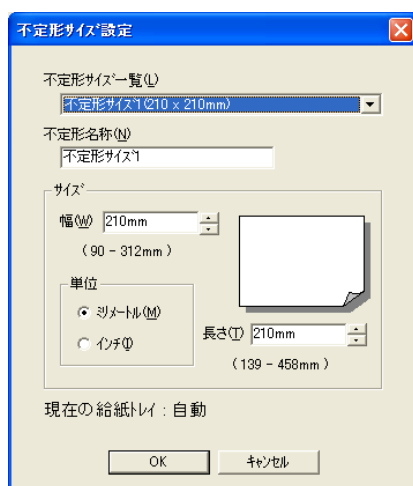 不定形ｻｲｽﾞ設定
不定形ｻｲｽﾞ一覧(L)
不定形ｻｲｽﾞ1(210 x 210mm)
不定形名称(N)
不定形ｻｲｽﾞ1
ｻｲｽﾞ
幅(W) 210mm
(90 - 312mm)
単位
ﾐﾘﾒｰﾄﾙ(M)
ｲﾝﾁ(I)
長さ(T) 210mm
(139 - 458mm)
現在の給紙ﾄﾚｲ : 自動
OK ｷｬﾝｾﾙ